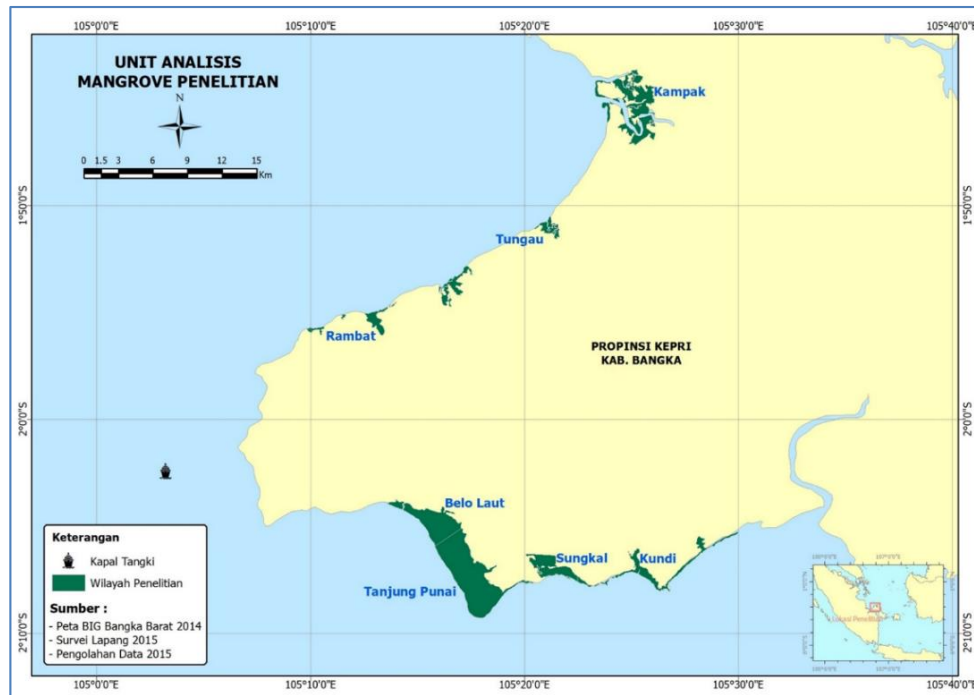 105°0'0"E
105°10'0"E
105°20'0"E
105°30'0"E
105°40'0"E
UNIT ANALISIS
MANGROVE PENELITIAN
N
0 1.5 3 6 9 12 15
Km
Kampak
1°50'0"S
1°50'0"S
Tungau
Rambat
PROPINSI KEPRI
KAB. BANGKA
2°0'0"S
2°0'0"S
Belo Laut
Sungkal
Kundi
Tanjung Punai
Keterangan
Kapal Tangki
Wilayah Penelitian
Sumber :
- Peta BIG Bangka Barat 2014
- Survei Lapang 2015
- Pengolahan Data 2015
Lokasi Penelitian
2°10'0"S
2°10'0"S
105°0'0"E
105°10'0"E
105°20'0"E
105°30'0"E
105°40'0"E